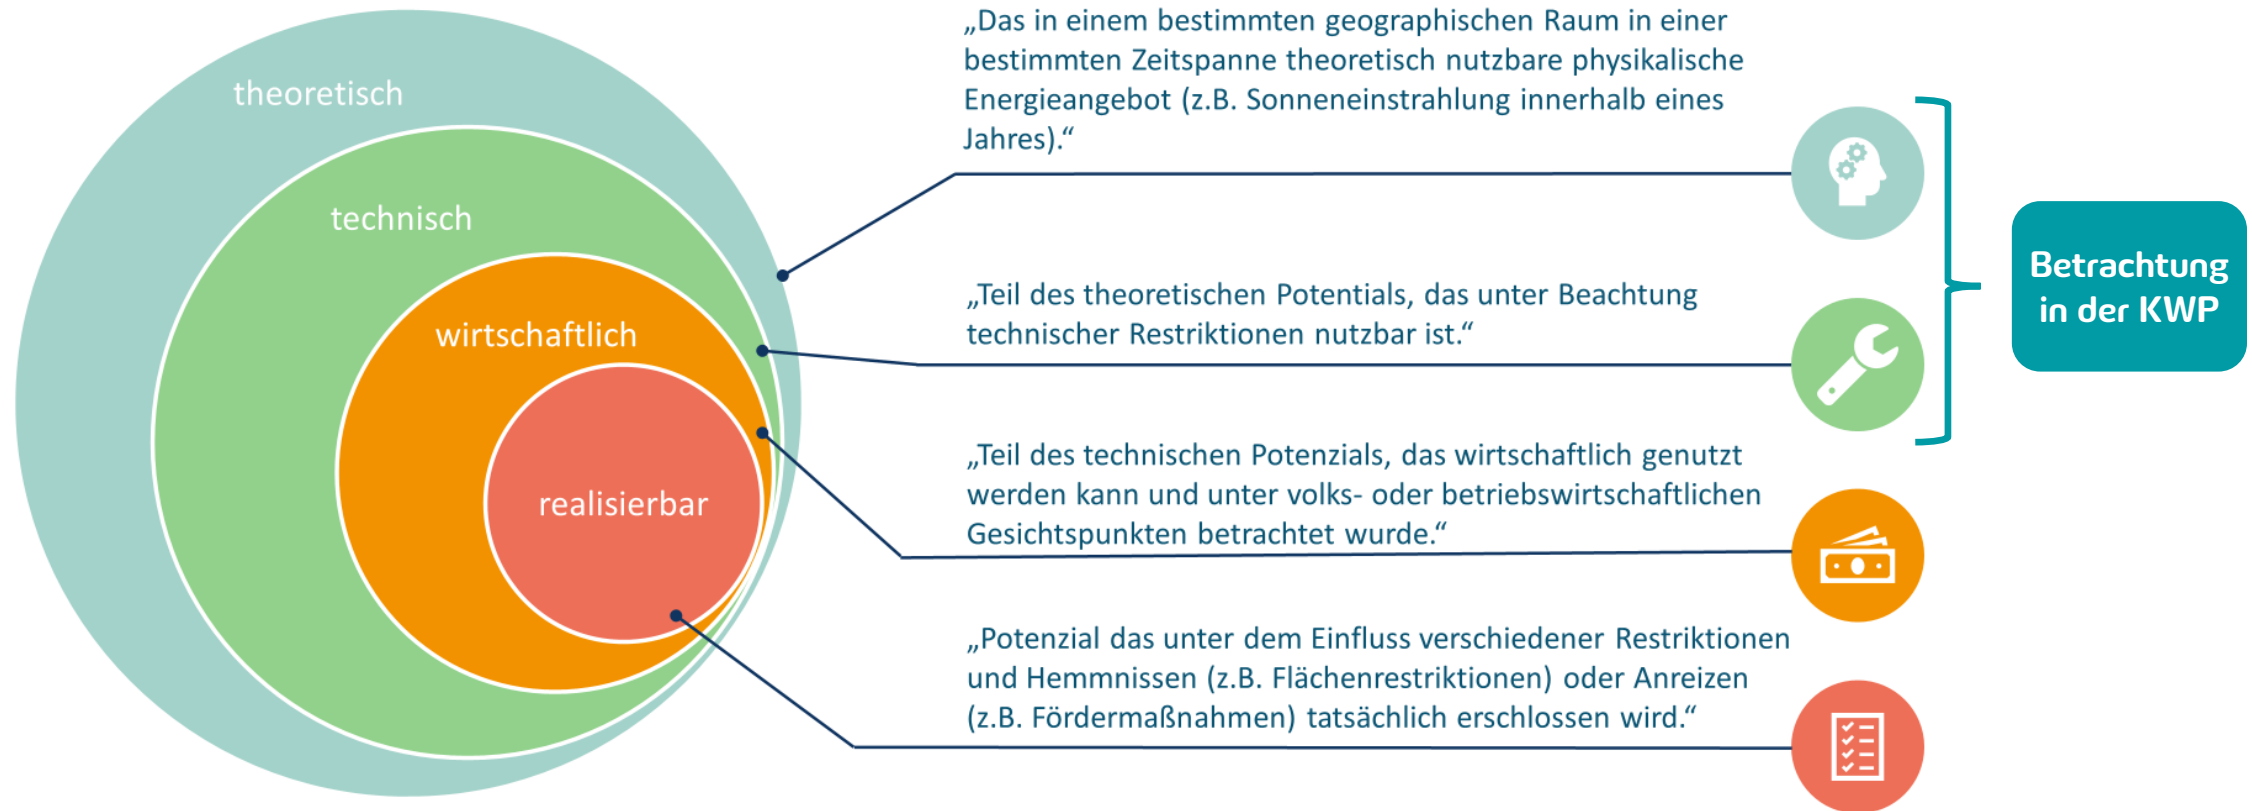 theoretisch
technisch
wirtschaftlich
realisierbar
„Das in einem bestimmten geographischen Raum in einer
bestimmten Zeitspanne theoretisch nutzbare physikalische
Energieangebot (z.B. Sonneneinstrahlung innerhalb eines
Jahres).“
„Teil des theoretischen Potentials, das unter Beachtung
technischer Restriktionen nutzbar ist.“
„Teil des technischen Potenzials, das wirtschaftlich genutzt
werden kann und unter volks- oder betriebswirtschaftlichen
Gesichtspunkten betrachtet wurde.“
„Potenzial das unter dem Einfluss verschiedener Restriktionen
und Hemmnissen (z.B. Flächenrestriktionen) oder Anreizen
(z.B. Fördermaßnahmen) tatsächlich erschlossen wird.“
Betrachtung
in der KWP